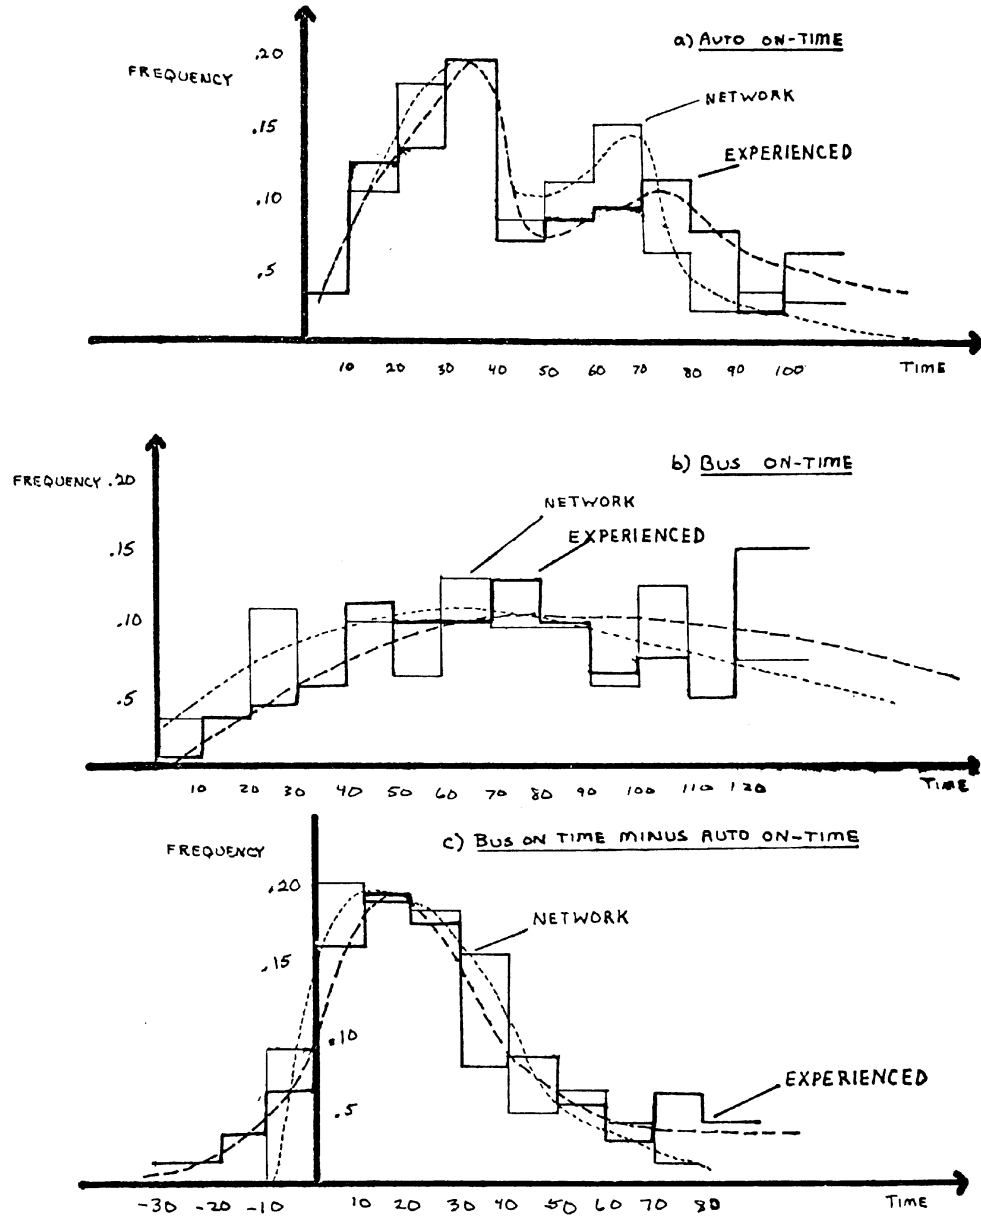 a) AUTO ON-TIME
FREQUENCY
.20
.15
.10
.5
NETWORK
EXPERIENCED
10 20 30 40 50 60 70 80 90 100 TIME
b) BUS ON-TIME
FREQUENCY .20
.15
.10
.5
NETWORK
EXPERIENCED
10 20 30 40 50 60 70 80 90 100 110 120 TIME
c) BUS ON TIME MINUS AUTO ON-TIME
FREQUENCY
.20
.15
.10
.5
NETWORK
EXPERIENCED
-30 -20 -10 10 20 30 40 50 60 70 80 TIME